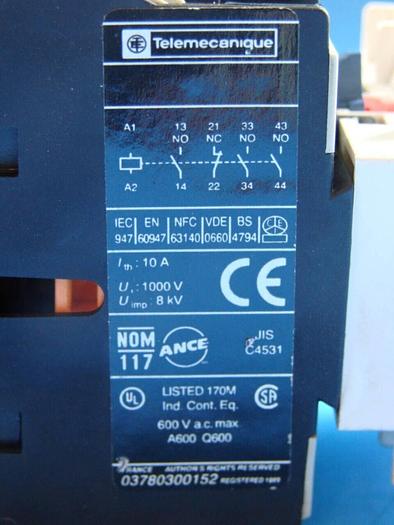 Telemecanique
A1 13 21 33 43
NO NC NO NO
A2 14 22 34 44
IEC EN NFC VDE BS
947 60947 63140 0660 4794
Ith : 10 A
Ui : 1000 V
Uimp : 8 kV
CE
NOM
117
ANCE
JIS
C4531
UL LISTED 170M SA
Ind. Cont. Eq.
600 V a.c. max.
A600 Q600
FRANCE AUTHOR'S RIGHTS RESERVED
03780300152 REGISTERED 1989